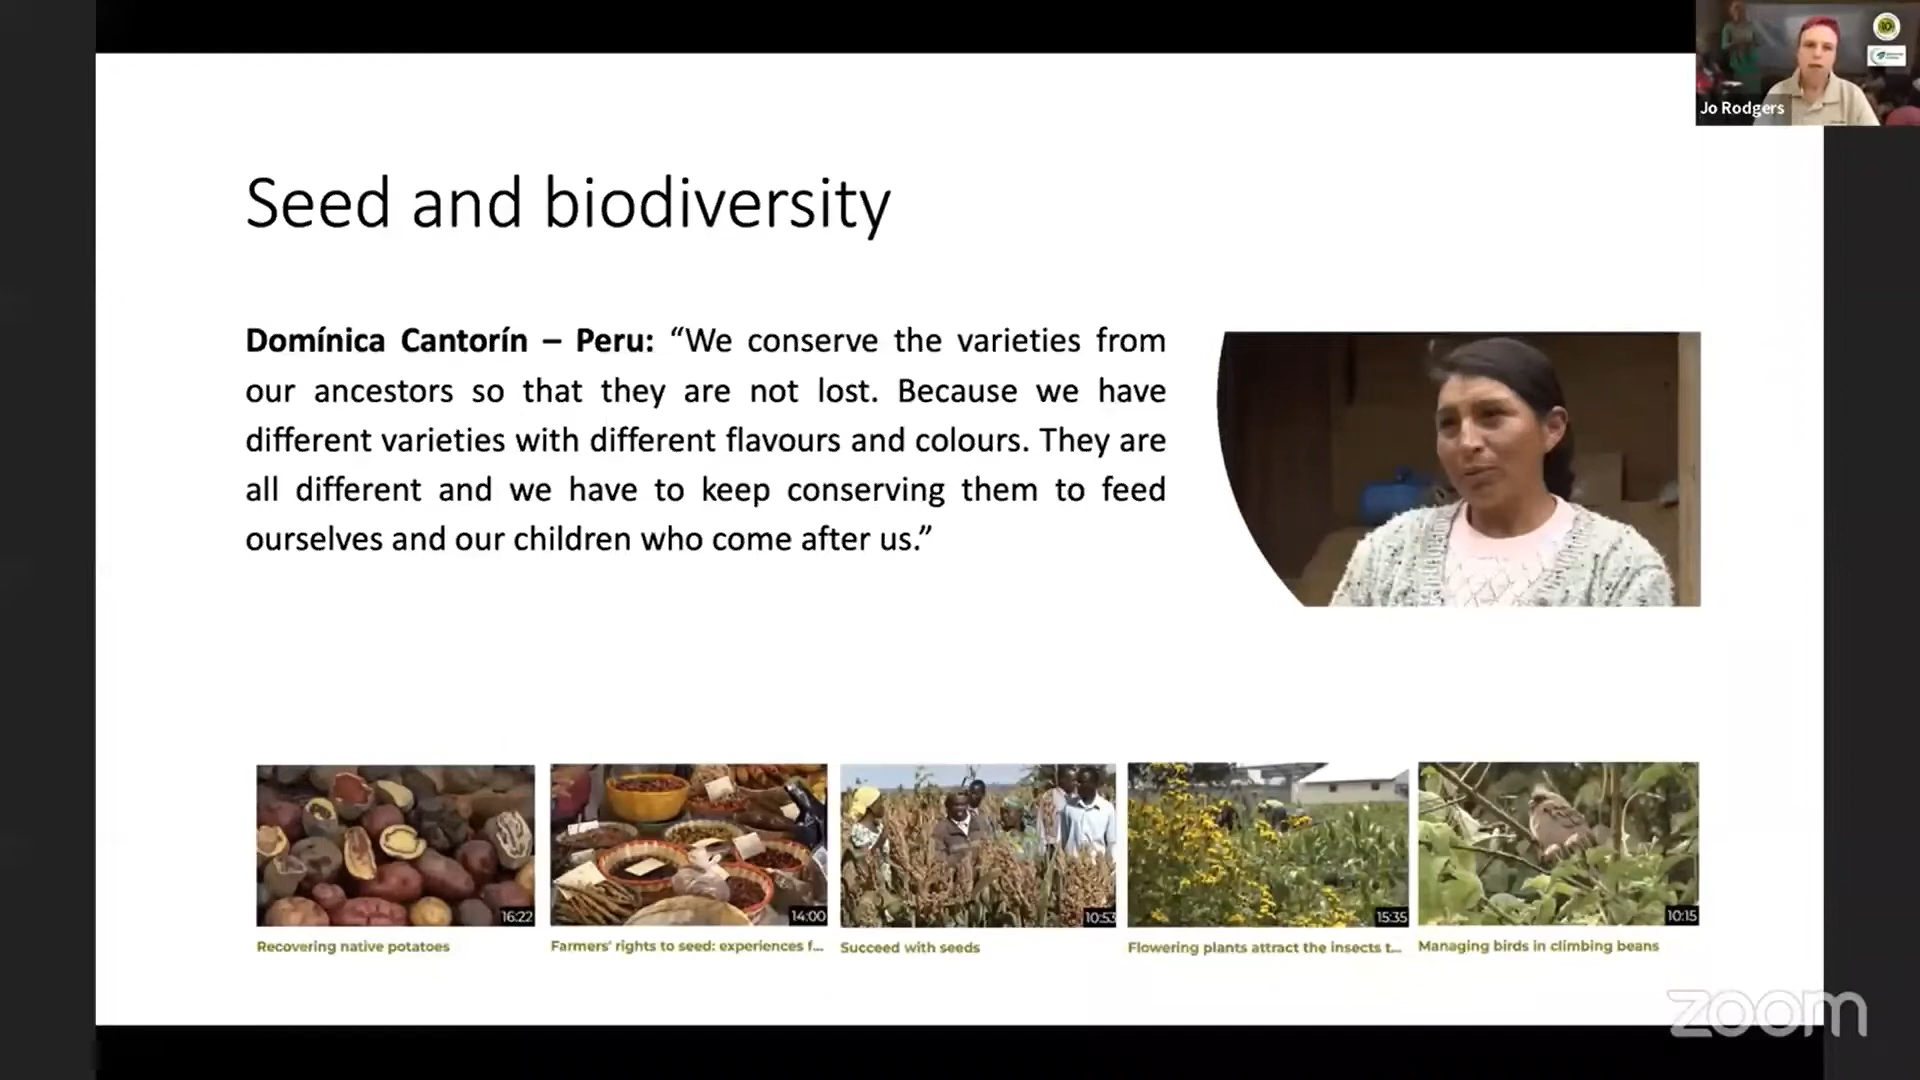 Jo Rodgers
Seed and biodiversity
Domínica Cantorín – Peru: “We conserve the varieties from
our ancestors so that they are not lost. Because we have
different varieties with different flavours and colours. They are
all different and we have to keep conserving them to feed
ourselves and our children who come after us.”
16:22
14:00
10:53
15:35
10:15
Recovering native potatoes
Farmers' rights to seed: experiences f...
Succeed with seeds
Flowering plants attract the insects t...
Managing birds in climbing beans
zoom